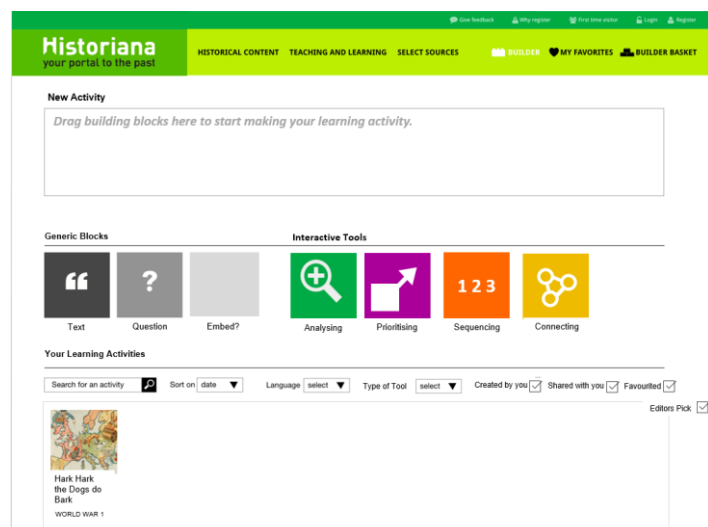 Give feedback Why register First time visitor Login Register
Historiana
your portal to the past
HISTORICAL CONTENT TEACHING AND LEARNING SELECT SOURCES BUILDER MY FAVORITES BUILDER BASKET
New Activity
Drag building blocks here to start making your learning activity.
Generic Blocks Interactive Tools
? 1 2 3
Text Question Embed? Analysing Prioritising Sequencing Connecting
Your Learning Activities
Search for an activity Sort on date Language select Type of Tool select Created by you Shared with you Favourited
Editors Pick
Hark Hark
the Dogs do
Bark
WORLD WAR 1